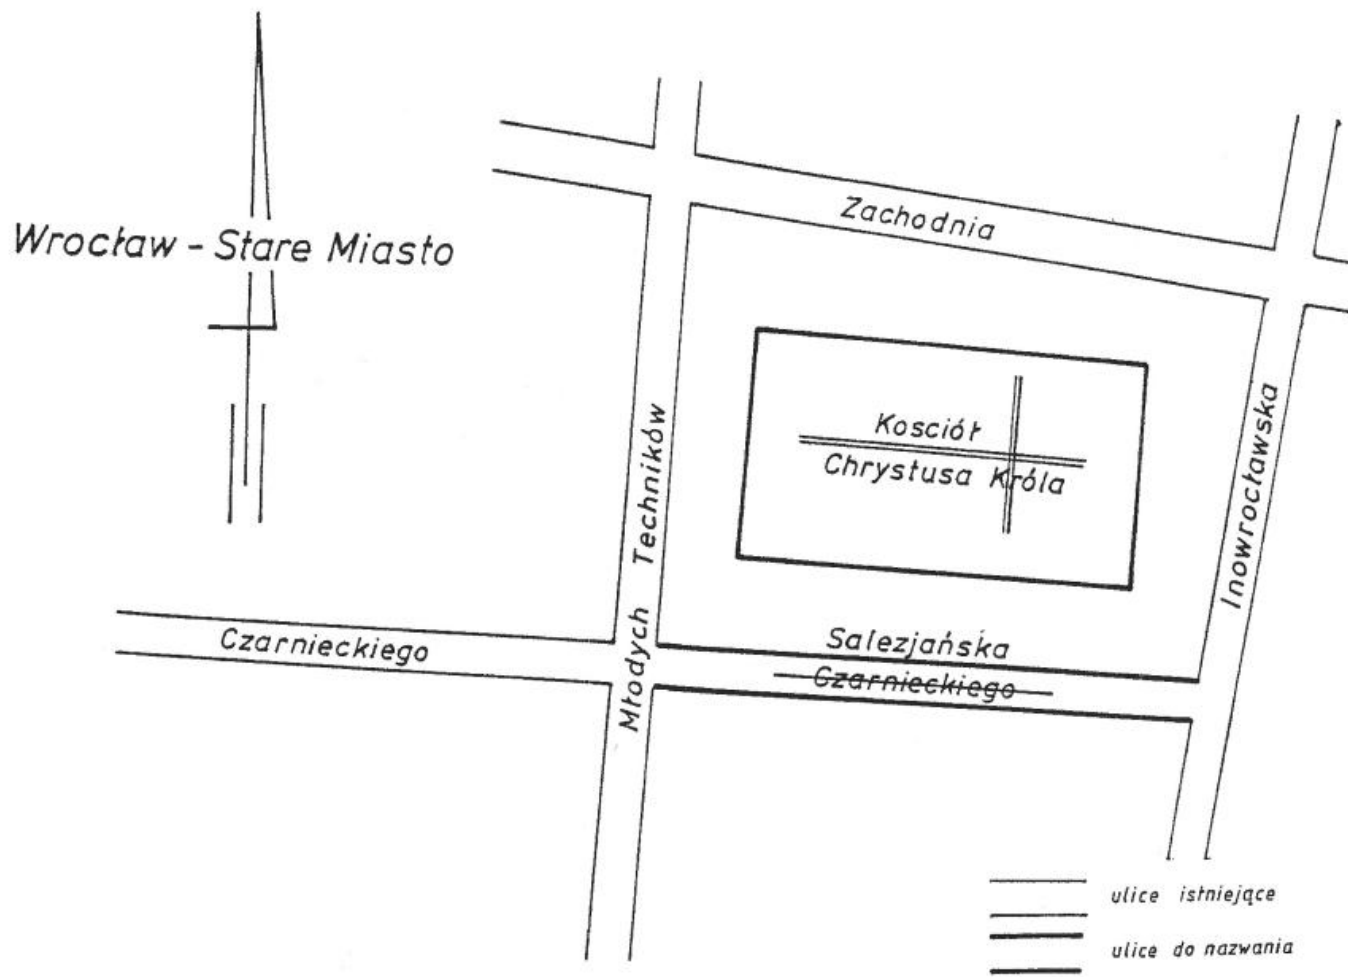 Zachodnia
Wrocław - Stare Miasto
Kosciół
Chrystusa Króla
Inowrocławska
Młodych Techników
Czarnieckiego
Salezjańska
Czarnieckiego
ulice istniejące
ulice do nazwania